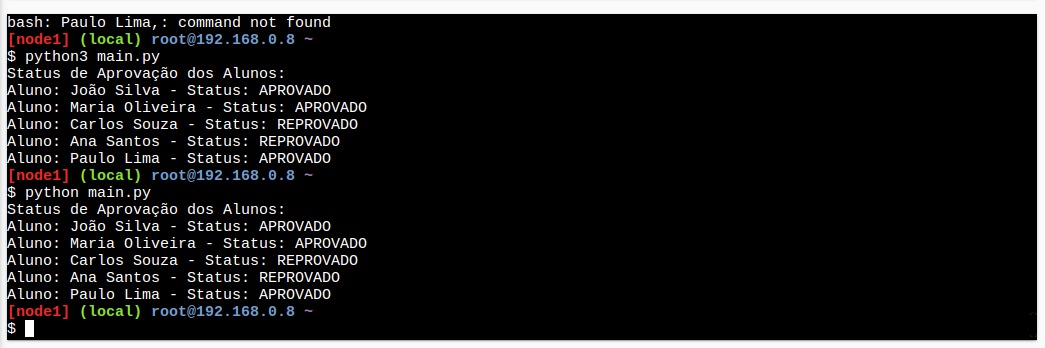 bash: Paulo Lima,: command not found
[node1] (local) root@192.168.0.8 ~
$ python3 main.py
Status de Aprovação dos Alunos:
Aluno: João Silva - Status: APROVADO
Aluno: Maria Oliveira - Status: APROVADO
Aluno: Carlos Souza - Status: REPROVADO
Aluno: Ana Santos - Status: REPROVADO
Aluno: Paulo Lima - Status: APROVADO
[node1] (local) root@192.168.0.8 ~
$ python main.py
Status de Aprovação dos Alunos:
Aluno: João Silva - Status: APROVADO
Aluno: Maria Oliveira - Status: APROVADO
Aluno: Carlos Souza - Status: REPROVADO
Aluno: Ana Santos - Status: REPROVADO
Aluno: Paulo Lima - Status: APROVADO
[node1] (local) root@192.168.0.8 ~
$